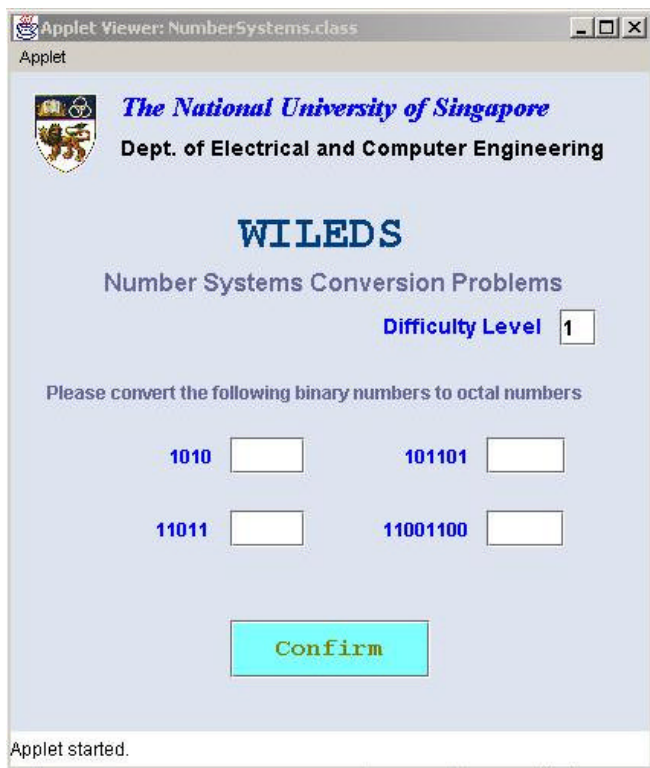 Applet Viewer: NumberSystems.class
Applet
The National University of Singapore
Dept. of Electrical and Computer Engineering
WILEDS
Number Systems Conversion Problems
Difficulty Level 1
Please convert the following binary numbers to octal numbers
1010 101101
11011 11001100
Confirm
Applet started.